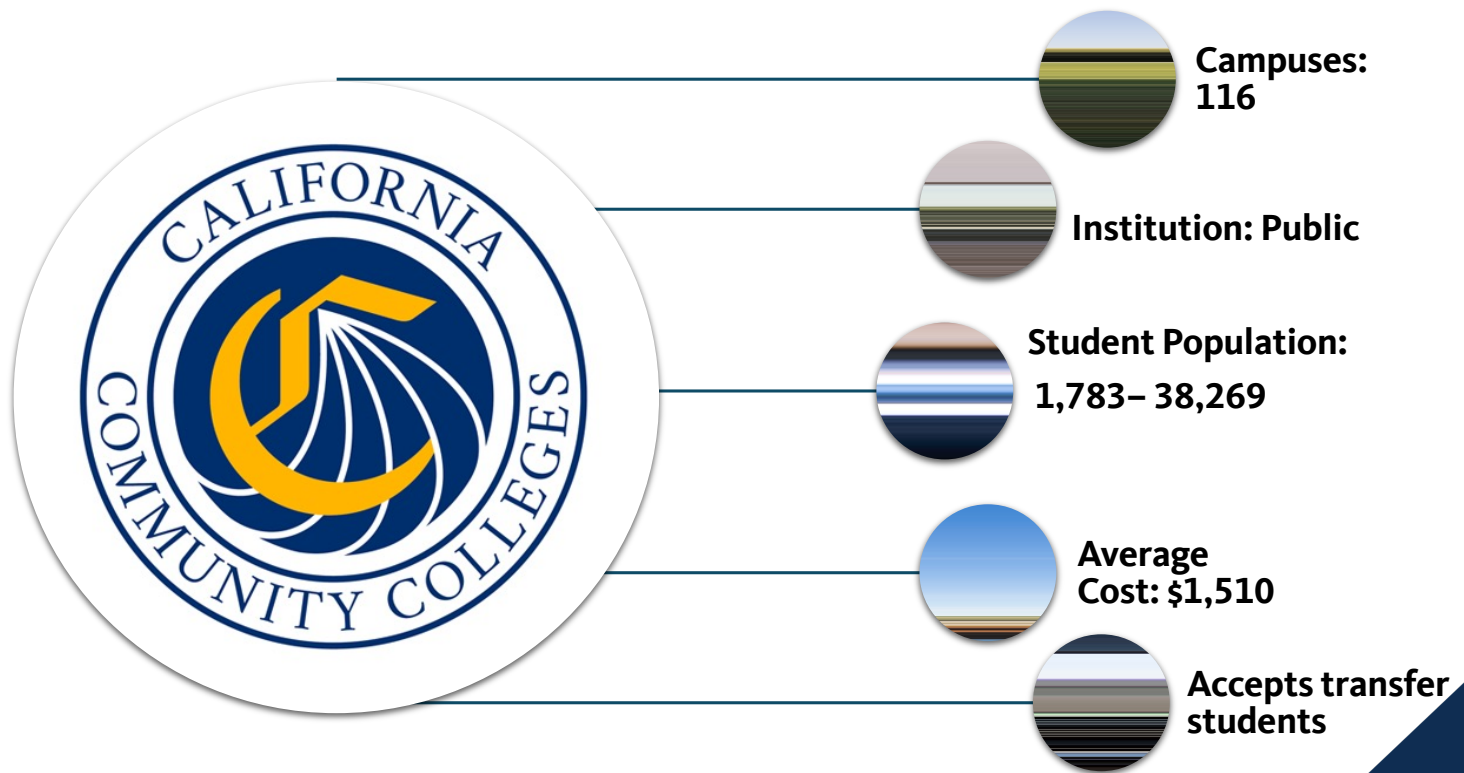 CALIFORNIA
COMMUNITY COLLEGES
Campuses:
116
Institution: Public
Student Population:
1,783– 38,269
Average
Cost: $1,510
Accepts transfer
students